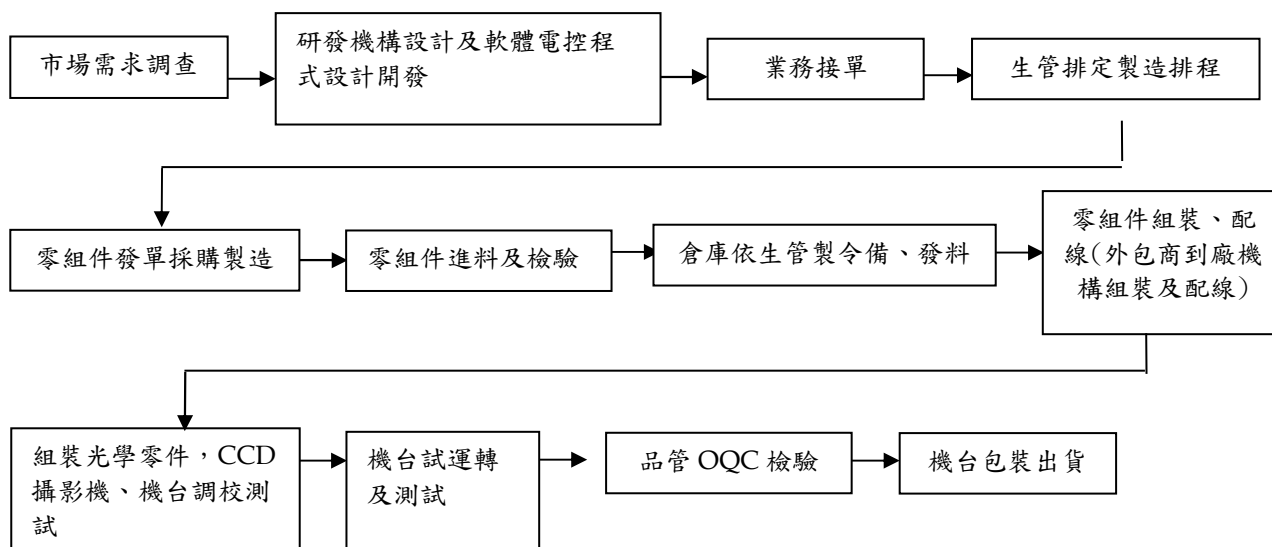 市場需求調查
研發機構設計及軟體電控程
式設計開發
業務接單
生管排定製造排程
零組件發單採購製造
零組件進料及檢驗
倉庫依生管製令備、發料
零組件組裝、配
線(外包商到廠機
構組裝及配線)
組裝光學零件，CCD
攝影機、機台調校測
試
機台試運轉
及測試
品管 OQC 檢驗
機台包裝出貨